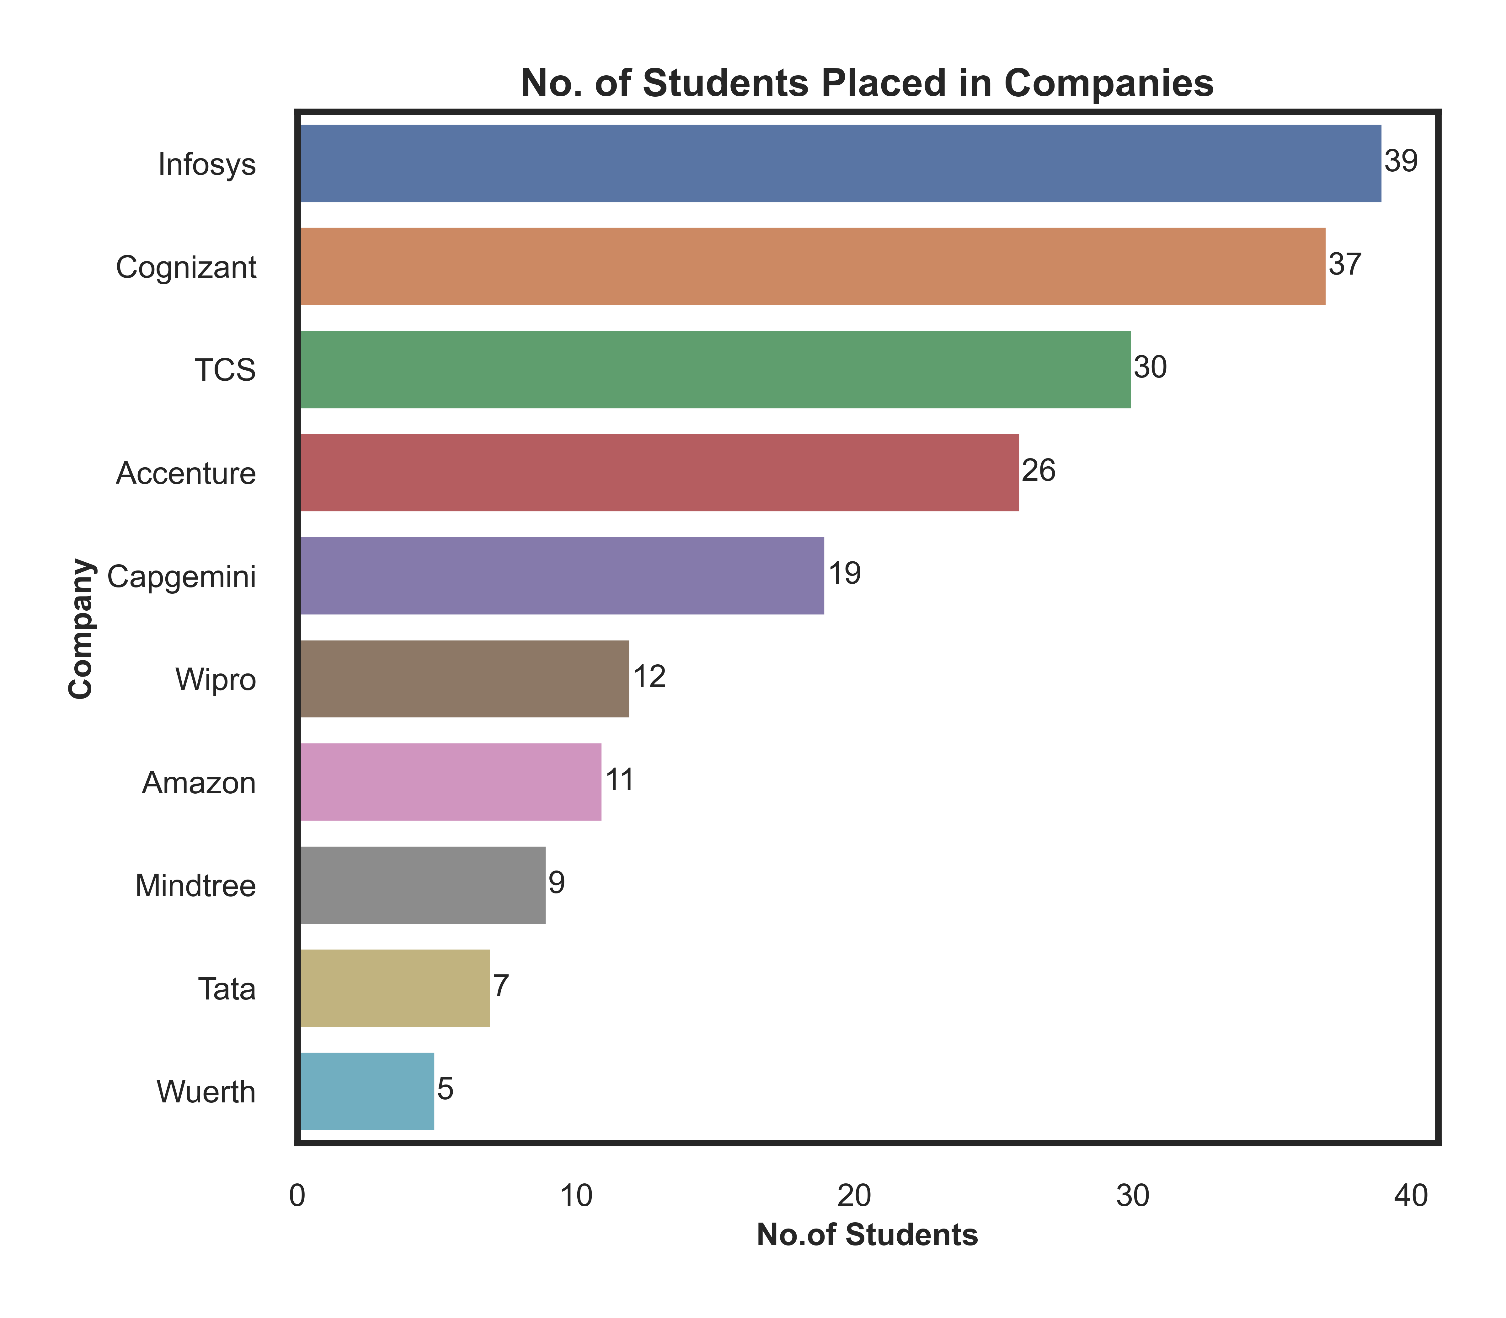 No. of Students Placed in Companies
Infosys 39
Cognizant 37
TCS 30
Accenture 26
Capgemini 19
Wipro 12
Amazon 11
Mindtree 9
Tata 7
Wuerth 5
Company
0 10 20 30 40
No.of Students